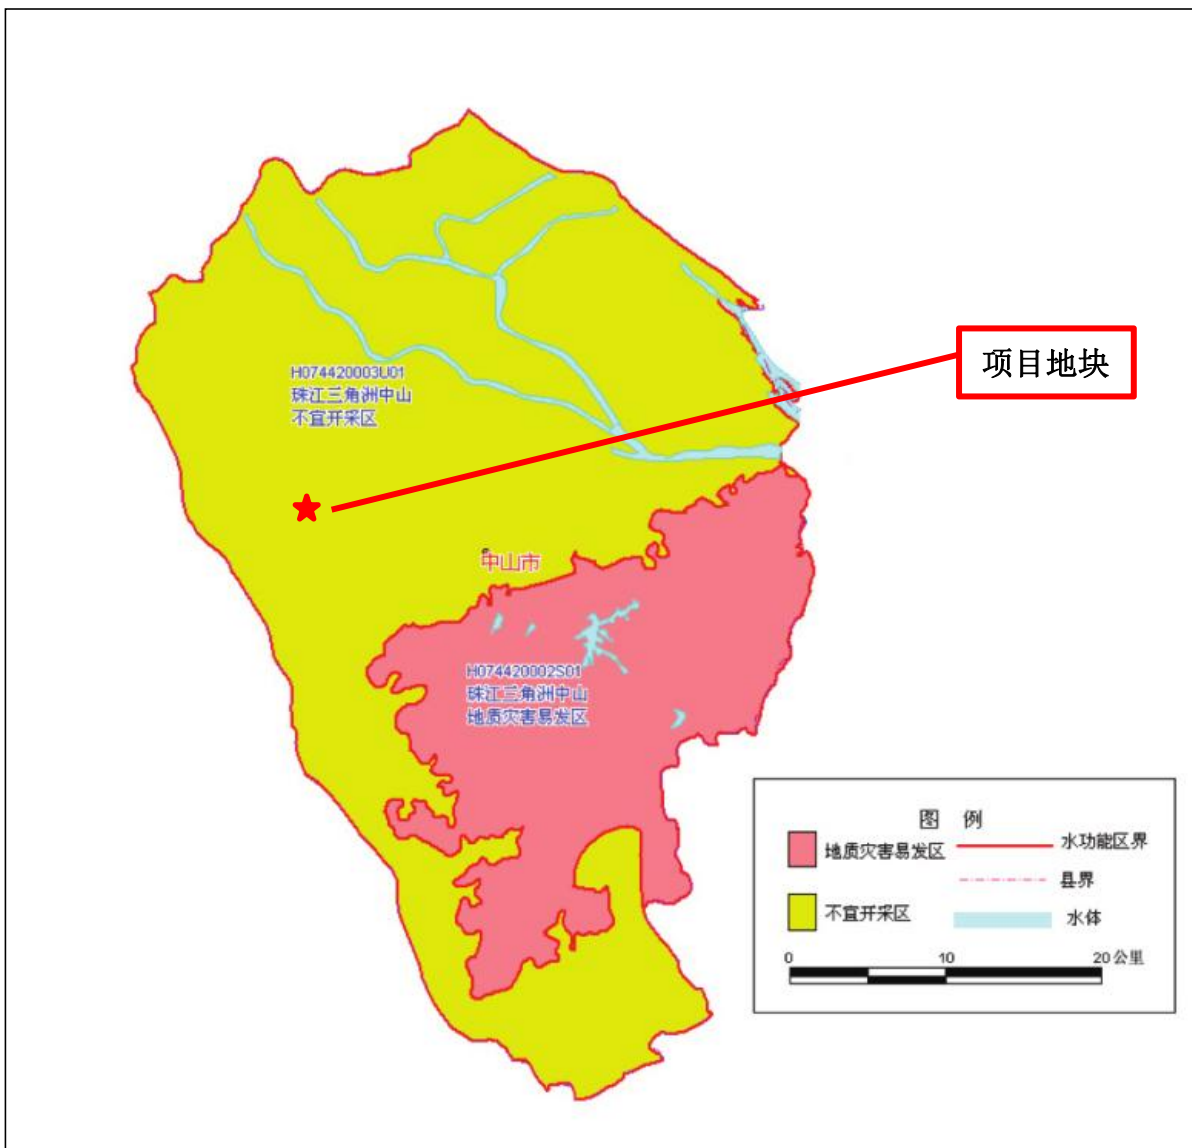 项目地块
H074420003U01
珠江三角洲中山
不宜开采区
中山市
H074420002S01
珠江三角洲中山
地质灾害易发区
图 例
地质灾害易发区
水功能区界
县界
不宜开采区
水体
0 10 20公里